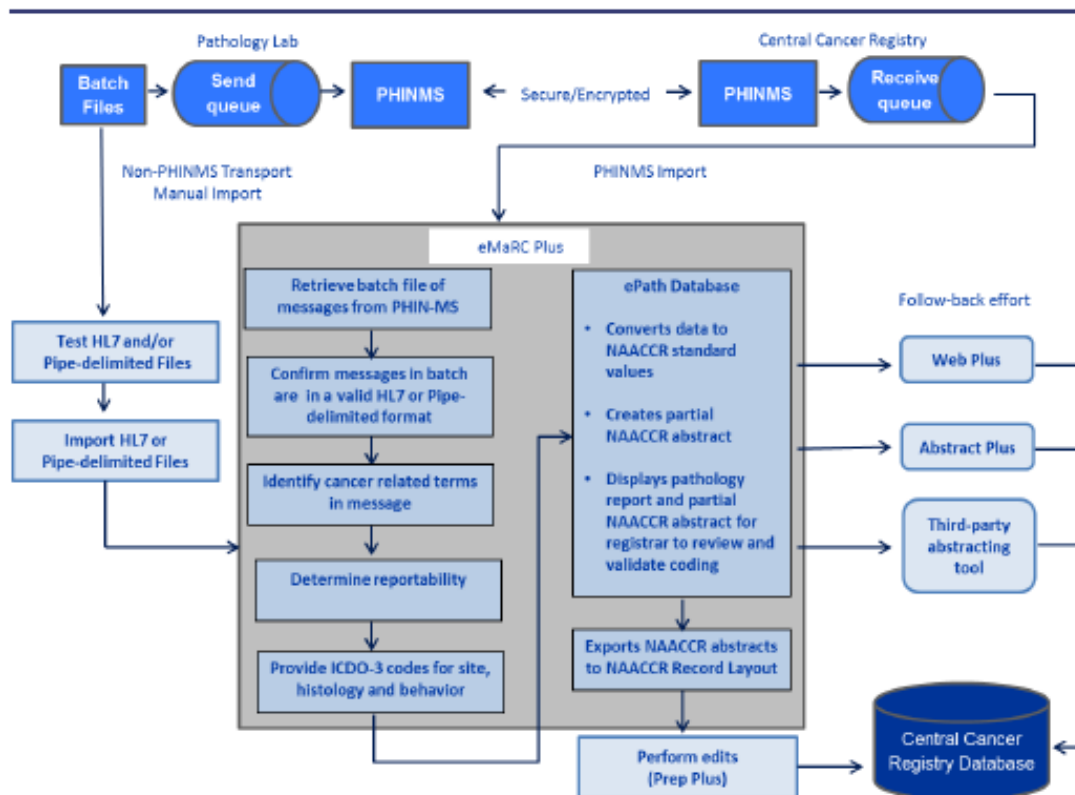 Pathology Lab
Central Cancer Registry
Batch
Files
Send
queue
PHINMS
Secure/Encrypted
PHINMS
Receive
queue
Non-PHINMS Transport
Manual Import
PHINMS Import
eMaRC Plus
Retrieve batch file of
messages from PHIN-MS
Confirm messages in batch
are in a valid HL7 or Pipe-
delimited format
Identify cancer related terms
in message
Determine reportability
Provide ICDO-3 codes for site,
histology and behavior
ePath Database
• Converts data to
NAACCR standard
values
• Creates partial
NAACCR abstract
• Displays pathology
report and partial
NAACCR abstract for
registrar to review and
validate coding
Exports NAACCR abstracts
to NAACCR Record Layout
Test HL7 and/or
Pipe-delimited Files
Import HL7 or
Pipe-delimited Files
Follow-back effort
Web Plus
Abstract Plus
Third-party
abstracting
tool
Perform edits
(Prep Plus)
Central Cancer
Registry Database